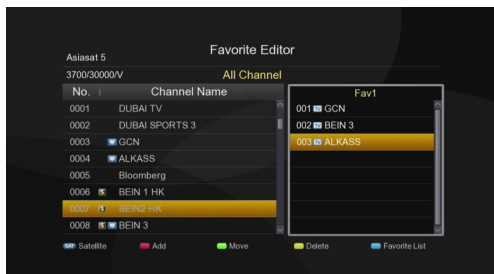 Favorite Editor
Asiasat 5
3700/30000/V
All Channel
No. Channel Name
0001 DUBAI TV
0002 DUBAI SPORTS 3
0003 GCN
0004 ALKASS
0005 Bloomberg
0006 $ BEIN 1 HK
0007 $ BEIN2 HK
0008 $ BEIN 3
Fav1
001 GCN
002 BEIN 3
003 ALKASS
SAT Satellite Add Move Delete Favorite List